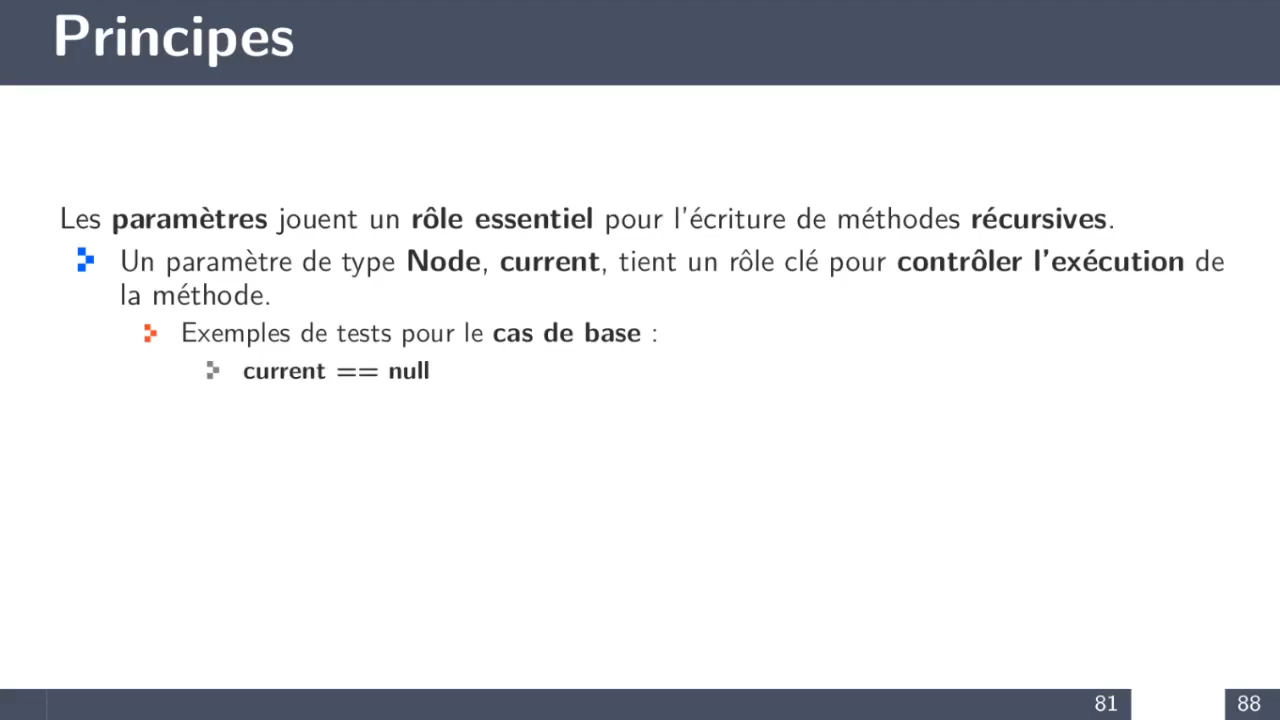 Principes
Les paramètres jouent un rôle essentiel pour l'écriture de méthodes récursives.
Un paramètre de type Node, current, tient un rôle clé pour contrôler l'exécution de
la méthode.
Exemples de tests pour le cas de base :
current == null
81
88